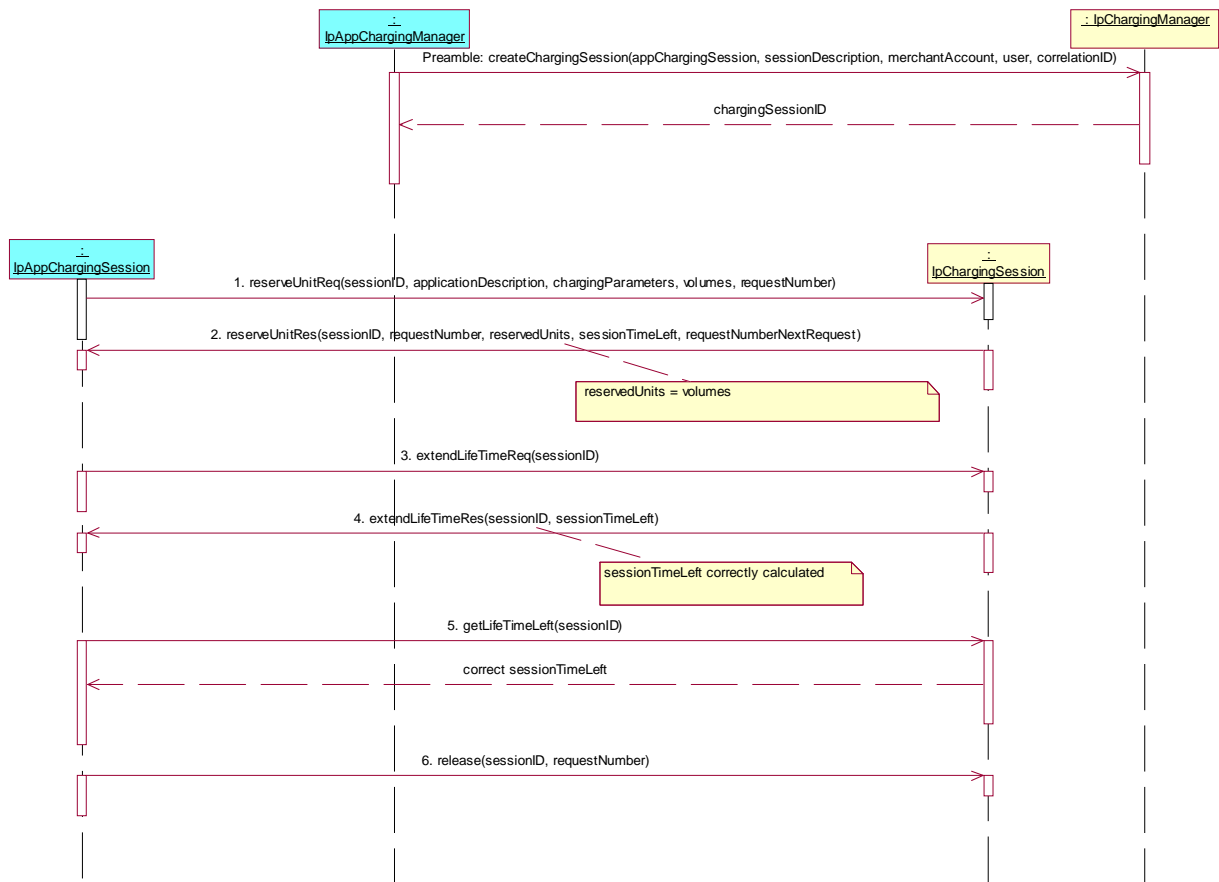 :
IpAppChargingManager
: IpChargingManager
Preamble: createChargingSession(appChargingSession, sessionDescription, merchantAccount, user, correlationID)
chargingSessionID
:
IpAppChargingSession
:
IpChargingSession
1. reserveUnitReq(sessionID, applicationDescription, chargingParameters, volumes, requestNumber)
2. reserveUnitRes(sessionID, requestNumber, reservedUnits, sessionTimeLeft, requestNumberNextRequest)
reservedUnits = volumes
3. extendLifeTimeReq(sessionID)
4. extendLifeTimeRes(sessionID, sessionTimeLeft)
sessionTimeLeft correctly calculated
5. getLifeTimeLeft(sessionID)
correct sessionTimeLeft
6. release(sessionID, requestNumber)